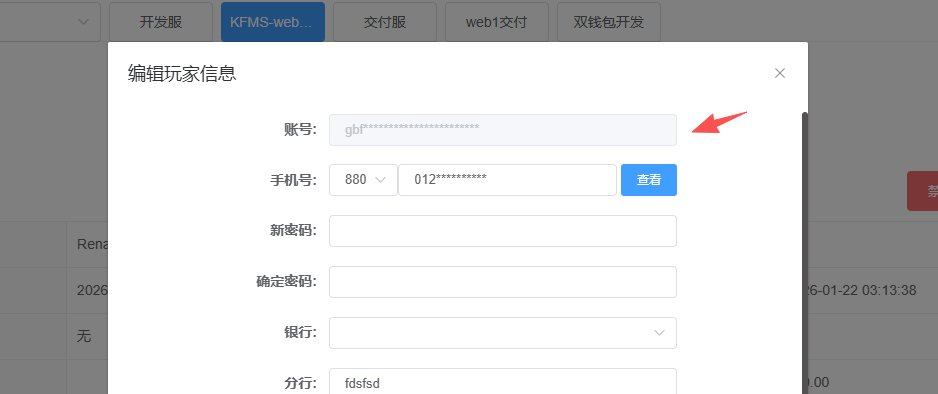 开发服 KFMS-web... 交付服 web1交付 双钱包开发
编辑玩家信息
账号: gbf***********************
手机号: 880 012********** 查看
禁
新密码:
Rena
确定密码:
2026 26-01-22 03:13:38
银行:
无
分行: fdsfsd
0.00